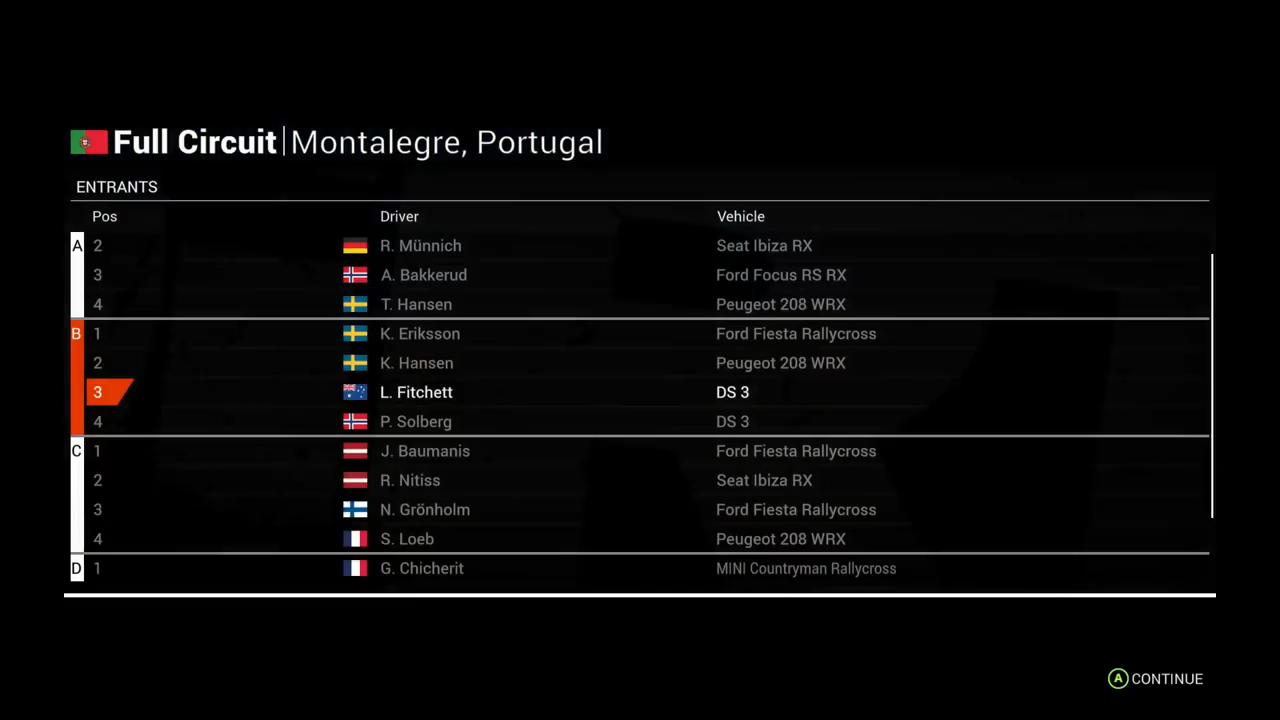 Full Circuit | Montalegre, Portugal
ENTRANTS
Pos Driver Vehicle
A 2 R. Münnich Seat Ibiza RX
3 A. Bakkerud Ford Focus RS RX
4 T. Hansen Peugeot 208 WRX
B 1 K. Eriksson Ford Fiesta Rallycross
2 K. Hansen Peugeot 208 WRX
3 L. Fitchett DS 3
4 P. Solberg DS 3
C 1 J. Baumanis Ford Fiesta Rallycross
2 R. Nitiss Seat Ibiza RX
3 N. Grönholm Ford Fiesta Rallycross
4 S. Loeb Peugeot 208 WRX
D 1 G. Chicherit MINI Countryman Rallycross
A CONTINUE